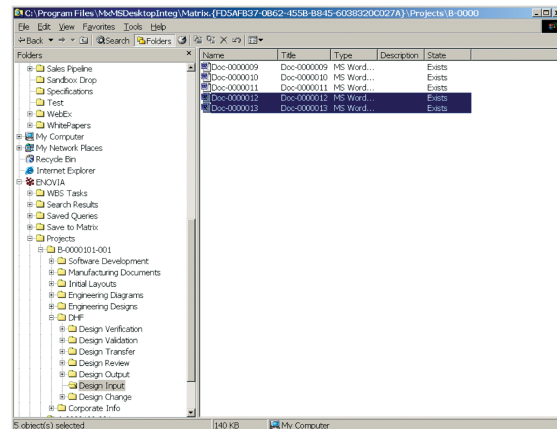 C:\Program Files\MxMSDesktopInteg\Matrix.{FD5AFB37-0862-455B-B845-6038320C027A}\Projects\B-0000
File Edit View Favorites Tools Help
Back Search Folders
Folders
Name Title Type Description State
Sales Pipeline
Sandbox Drop
Specifications
Test
WebEx
WhitePapers
My Computer
My Network Places
Recycle Bin
Internet Explorer
ENOVIA
WBS Tasks
Search Results
Saved Queries
Save to Matrix
Projects
B-0000101-001
Software Development
Manufacturing Documents
Initial Layouts
Engineering Diagrams
Engineering Designs
DHF
Design Verification
Design Validation
Design Transfer
Design Review
Design Output
Design Input
Design Change
Corporate Info
Doc-0000009 Doc-0000009 MS Word... Exists
Doc-0000010 Doc-0000010 MS Word... Exists
Doc-0000011 Doc-0000011 MS Word... Exists
Doc-0000012 Doc-0000012 MS Word... Exists
Doc-0000013 Doc-0000013 MS Word... Exists
5 object(s) selected 140 KB My Computer